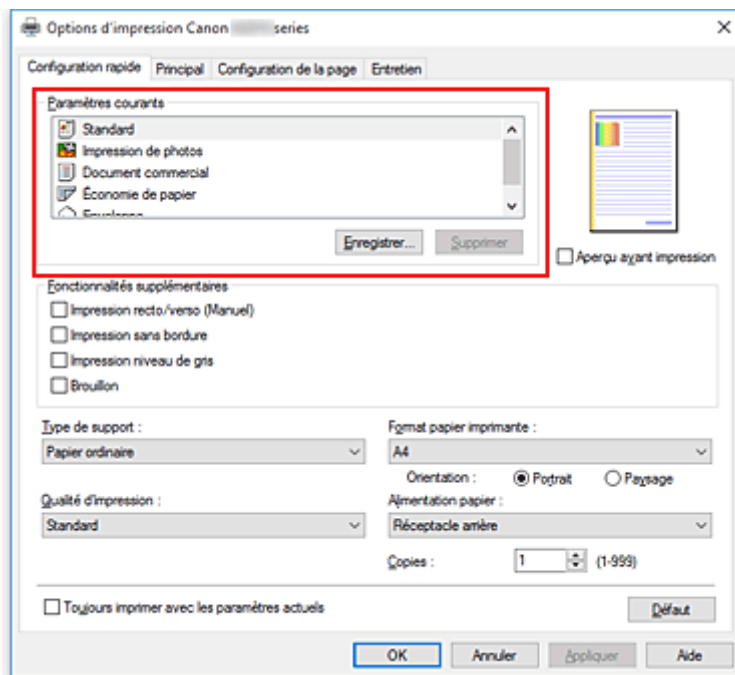 Options d'impression Canon series
Configuration rapide Principal Configuration de la page Entretien
Paramètres courants
Standard
Impression de photos
Document commercial
Économie de papier
Enregistrer... Supprimer
Aperçu avant impression
Fonctionnalités supplémentaires
Impression recto/verso (Manuel)
Impression sans bordure
Impression niveau de gris
Brouillon
Type de support : Format papier imprimante :
Papier ordinaire A4
Orientation : Portrait Paysage
Qualité d'impression : Alimentation papier :
Standard Réceptacle arrière
Copies : 1 (1-999)
Toujours imprimer avec les paramètres actuels Défaut
OK Annuler Appliquer Aide